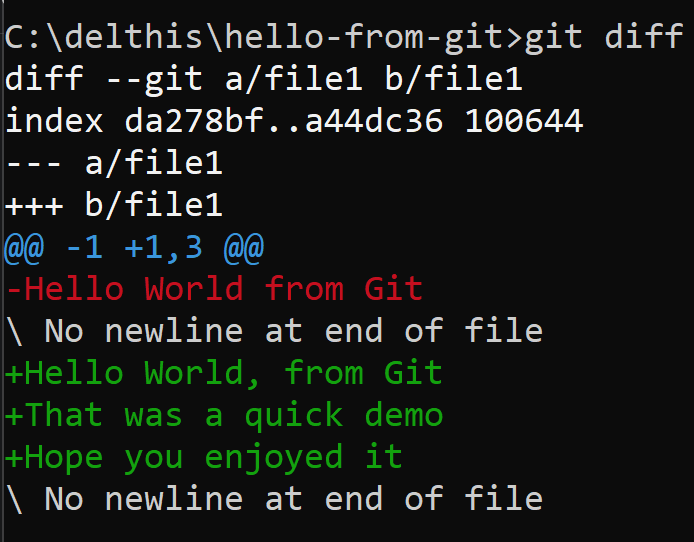 C:\delthis\hello-from-git>git diff
diff --git a/file1 b/file1
index da278bf..a44dc36 100644
--- a/file1
+++ b/file1
@@ -1 +1,3 @@
-Hello World from Git
\ No newline at end of file
+Hello World, from Git
+That was a quick demo
+Hope you enjoyed it
\ No newline at end of file